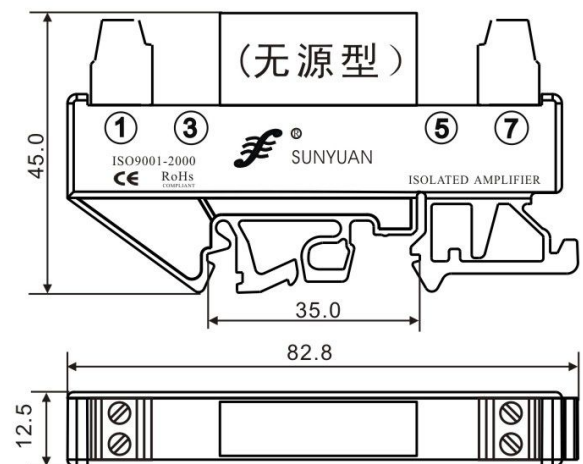 (无源型)
45.0
① ③ ⑤ ⑦
® SUNYUAN
ISO9001-2000
CE RoHs
COMPLIANT
ISOLATED AMPLIFIER
35.0
82.8
12.5